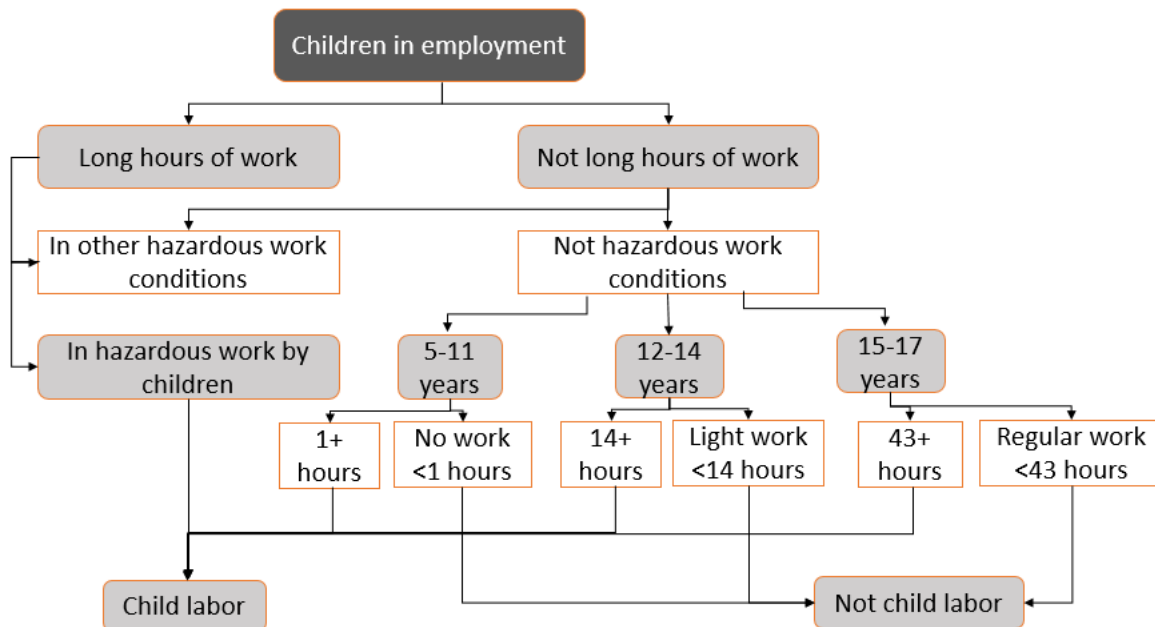 Children in employment
Long hours of work
Not long hours of work
In other hazardous work
conditions
Not hazardous work
conditions
In hazardous work by
children
5-11
years
12-14
years
15-17
years
1+
hours
No work
<1 hours
14+
hours
Light work
<14 hours
43+
hours
Regular work
<43 hours
Child labor
Not child labor